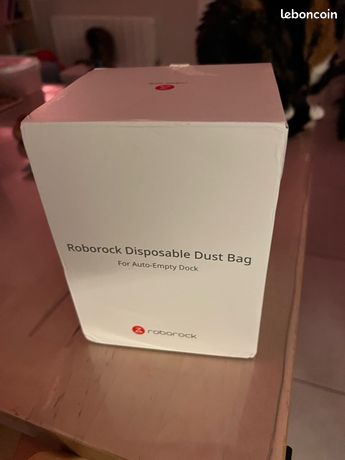 leboncoin
Roborock Disposable Dust Bag
For Auto-Empty Dock
roborock